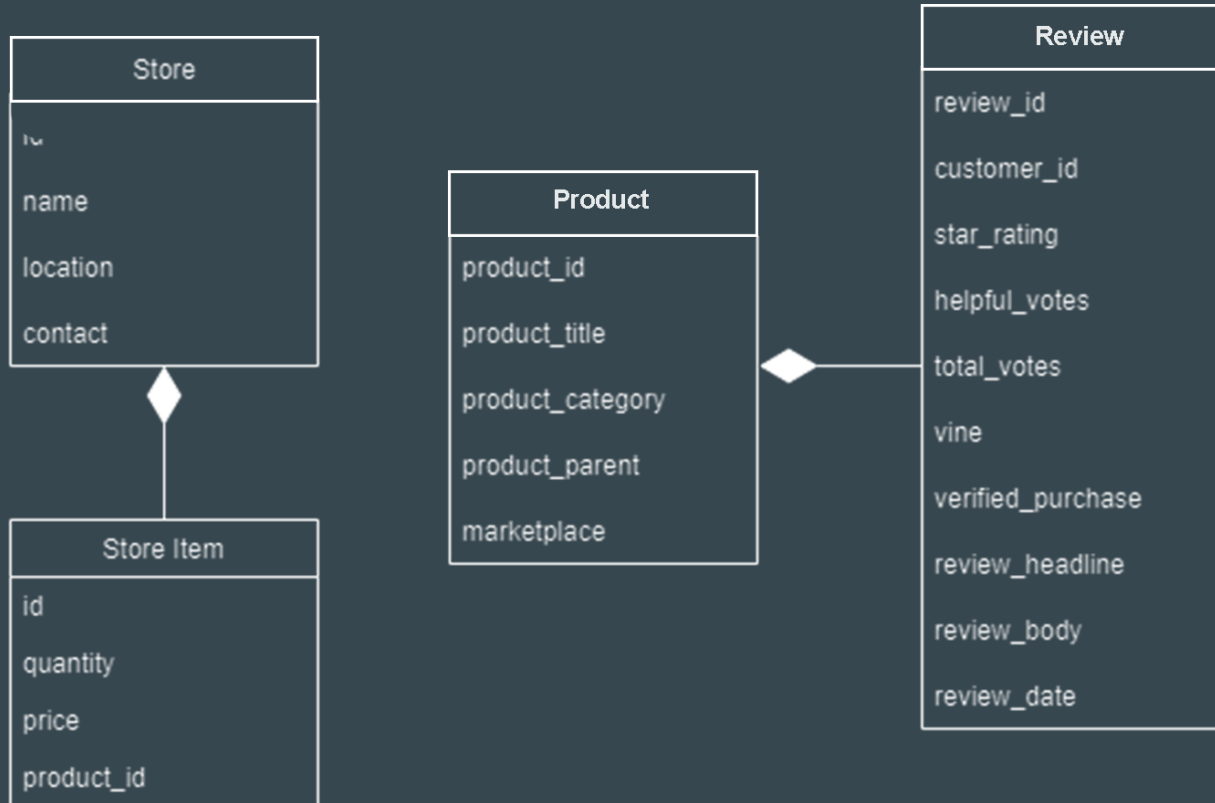 Store
name
location
contact
Store Item
id
quantity
price
product_id
Product
product_id
product_title
product_category
product_parent
marketplace
Review
review_id
customer_id
star_rating
helpful_votes
total_votes
vine
verified_purchase
review_headline
review_body
review_date